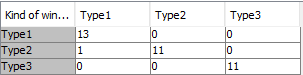 Kind of win... Type1 Type2 Type3
Type1 13 0 0
Type2 1 11 0
Type3 0 0 11